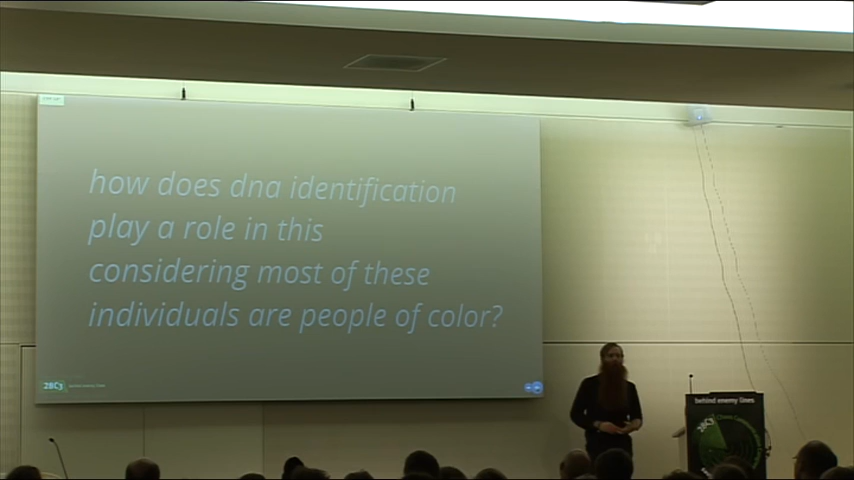 how does dna identification
play a role in this
considering most of these
individuals are people of color?
28C3
behind enemy lines
28C3